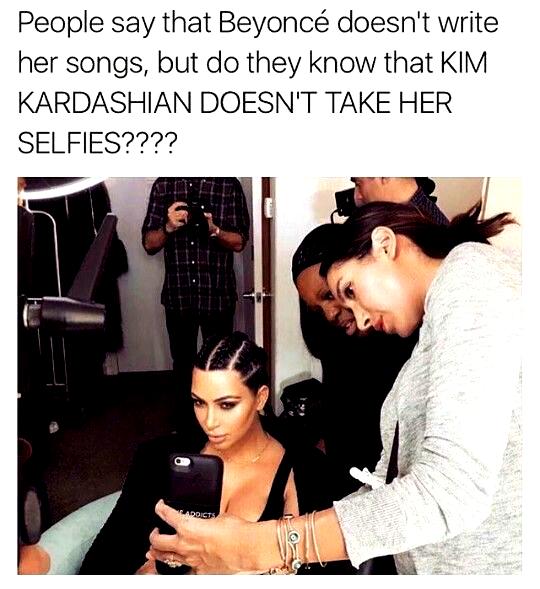 People say that Beyoncé doesn't write
her songs, but do they know that KIM
KARDASHIAN DOESN'T TAKE HER
SELFIES????
ADDICTS